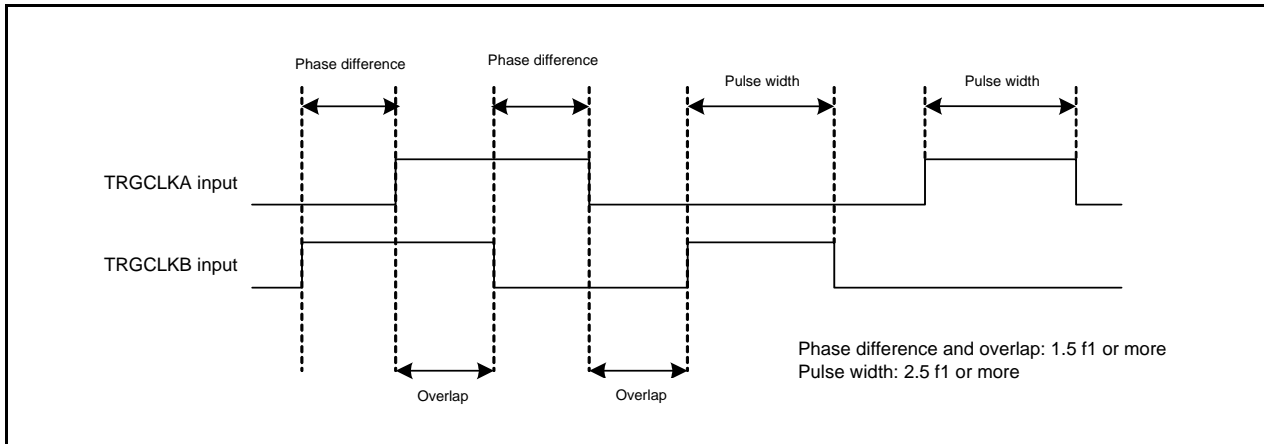 Phase difference
Phase difference
Pulse width
Pulse width
TRGCLKA input
TRGCLKB input
Phase difference and overlap: 1.5 f1 or more
Pulse width: 2.5 f1 or more
Overlap
Overlap